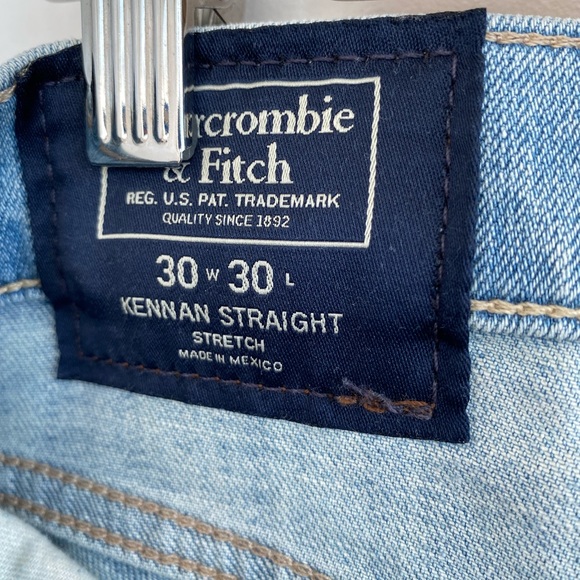 rcrombie
& Fitch
REG. U.S. PAT. TRADEMARK
QUALITY SINCE 1892
30 W 30 L
KENNAN STRAIGHT
STRETCH
MADE IN MEXICO